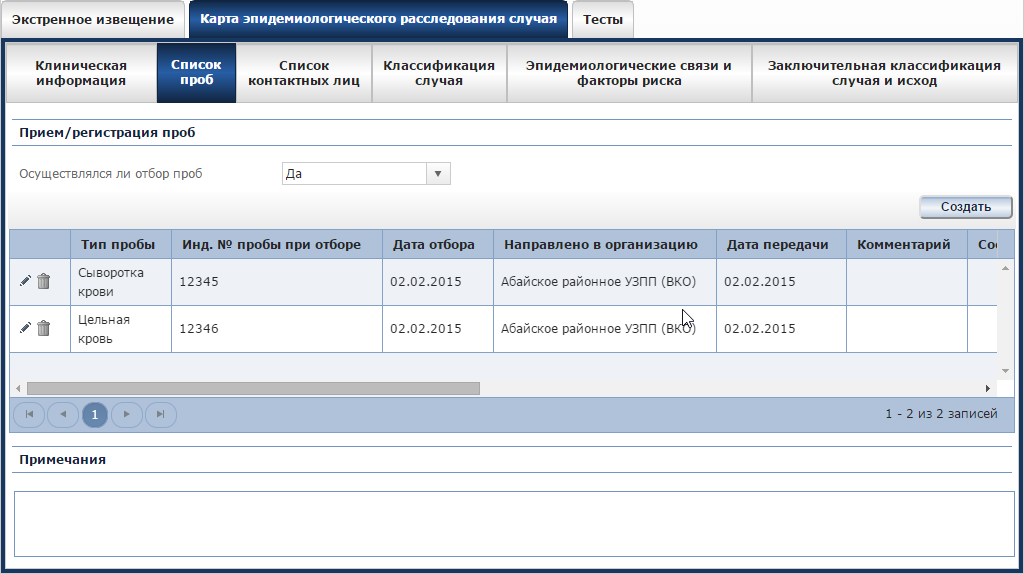 Экстренное извещение
Карта эпидемиологического расследования случая
Тесты
Клиническая
информация
Список
проб
Список
контактных лиц
Классификация
случая
Эпидемиологические связи и
факторы риска
Заключительная классификация
случая и исход
Прием/регистрация проб
Осуществлялся ли отбор проб
Да
Создать
Тип пробы
Инд. № пробы при отборе
Дата отбора
Направлено в организацию
Дата передачи
Комментарий
Сыворотка
крови
12345
02.02.2015
Абайское районное УЗПП (ВКО)
02.02.2015
Цельная
кровь
12346
02.02.2015
Абайское районное УЗПП (ВКО)
02.02.2015
1
1 - 2 из 2 записей
Примечания